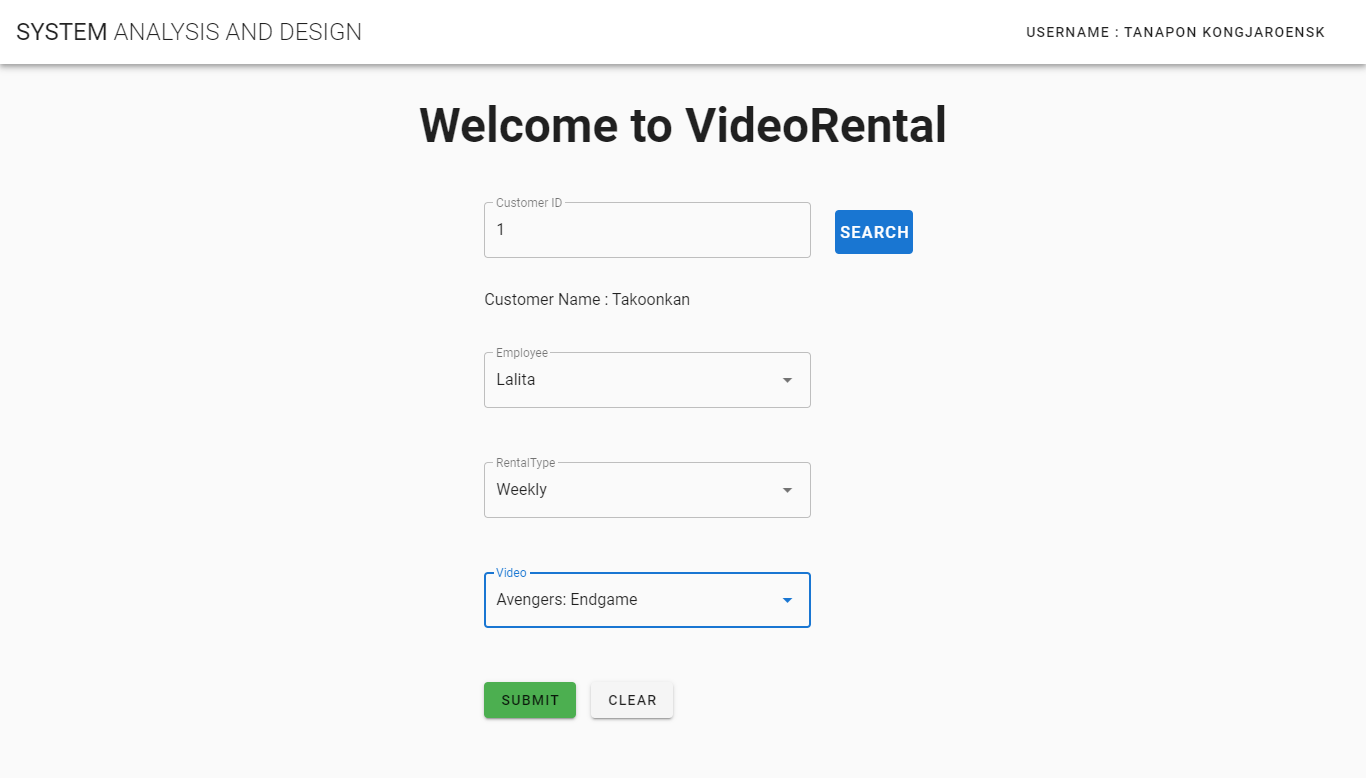 SYSTEM ANALYSIS AND DESIGN
USERNAME : TANAPON KONGJAROENSK
Welcome to VideoRental
Customer ID
1
SEARCH
Customer Name : Takoonkan
Employee
Lalita
RentalType
Weekly
Video
Avengers: Endgame
SUBMIT
CLEAR